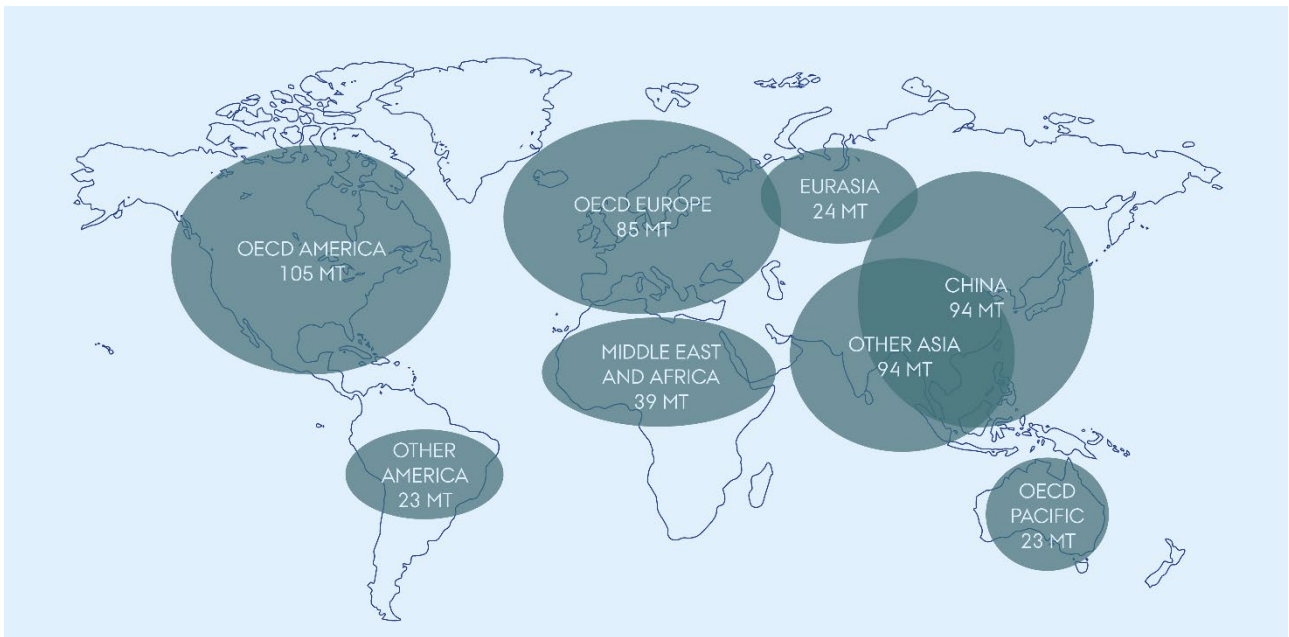 OECD AMERICA
105 MT
OECD EUROPE
85 MT
EURASIA
24 MT
CHINA
94 MT
OTHER ASIA
94 MT
MIDDLE EAST
AND AFRICA
39 MT
OTHER
AMERICA
23 MT
OECD
PACIFIC
23 MT